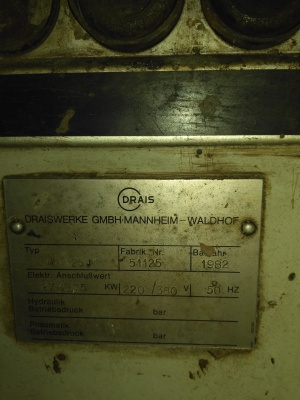 DRAIS
DRAISWERKE GMBH·MANNHEIM-WALDHOF
Typ Fabrik. Nr. Baujahr
51125 1982
Elektr. Anschlußwert
KW 220/380 V 50 HZ
Hydraulik
Betriebsdruck bar
Pneumatik
Betriebsdruck bar